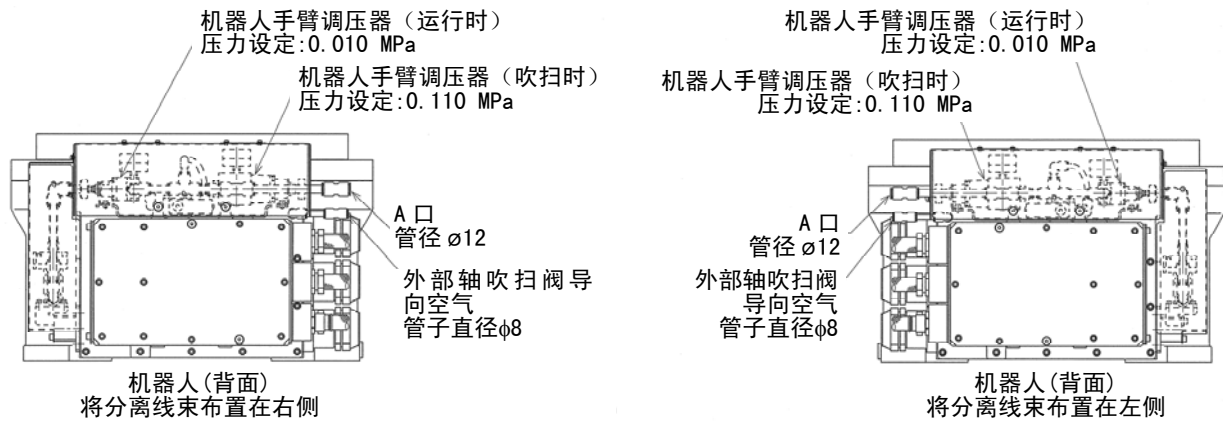 机器人手臂调压器（运行时）
压力设定:0.010 MPa
机器人手臂调压器（吹扫时）
压力设定:0.110 MPa
A 口
管径 ø12
外部轴吹扫阀导
向空气
管子直径ϕ8
机器人(背面)
将分离线束布置在右侧
机器人手臂调压器（运行时）
压力设定:0.010 MPa
机器人手臂调压器（吹扫时）
压力设定:0.110 MPa
A 口
管径 ø12
外部轴吹扫阀
导向空气
管子直径ϕ8
机器人(背面)
将分离线束布置在左侧